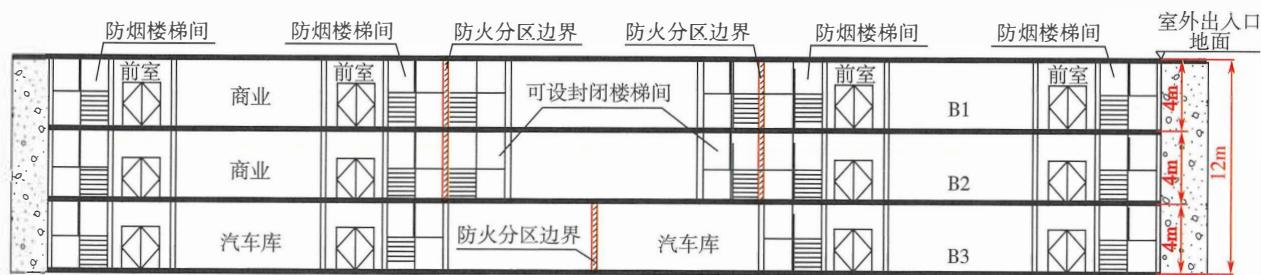 防烟楼梯间
防烟楼梯间
防火分区边界
防火分区边界
防烟楼梯间
防烟楼梯间
室外出入口
地面
前室
商业
前室
可设封闭楼梯间
前室
B1
前室
4m
商业
B2
4m
12m
汽车库
防火分区边界
汽车库
B3
4m